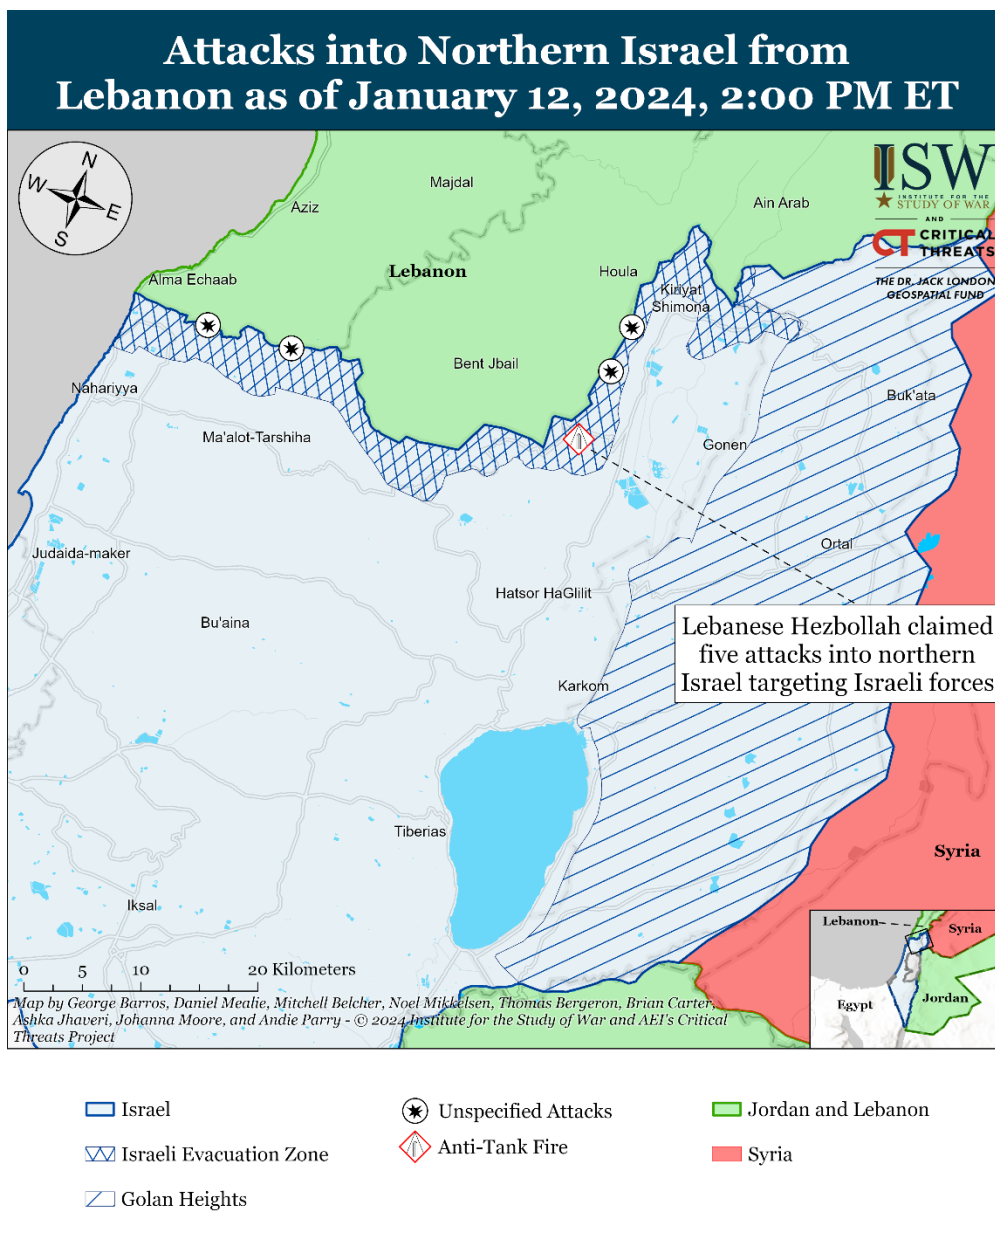 Attacks into Northern Israel from
Lebanon as of January 12, 2024, 2:00 PM ET
N
W
E
S
Majdal
Aziz
Ain Arab
ISW
INSTITUTE FOR THE
STUDY OF WAR
AND
CT CRITICAL
THREATS
THE DR. JACK LONDON
GEOSPATIAL FUND
Alma Echaab
Lebanon
Houla
Kiriyat
Shimona
Bent Jbail
Nahariyya
Buk'ata
Ma'alot-Tarshiha
Gonen
Judaida-maker
Ortal
Hatsor HaGlilit
Bu'aina
Lebanese Hezbollah claimed
five attacks into northern
Israel targeting Israeli forces
Karkom
Tiberias
Syria
Iksal
Lebanon
Syria
Egypt
Jordan
0 5 10 20 Kilometers
Map by George Barros, Daniel Mealie, Mitchell Belcher, Noel Mikkelsen, Thomas Bergeron, Brian Carter,
Ashka Jhaveri, Johanna Moore, and Andie Parry - © 2024 Institute for the Study of War and AEI's Critical
Threats Project
Israel
Unspecified Attacks
Jordan and Lebanon
Israeli Evacuation Zone
Anti-Tank Fire
Syria
Golan Heights